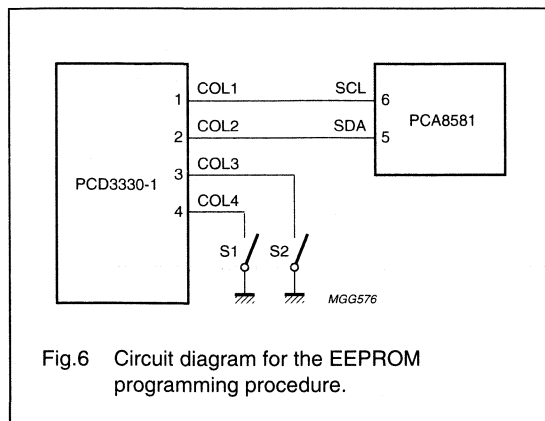 COL1
SCL
1
6
PCA8581
COL2
SDA
2
5
COL3
PCD3330-1
3
COL4
4
S1
S2
MGG576
Fig.6 Circuit diagram for the EEPROM
programming procedure.